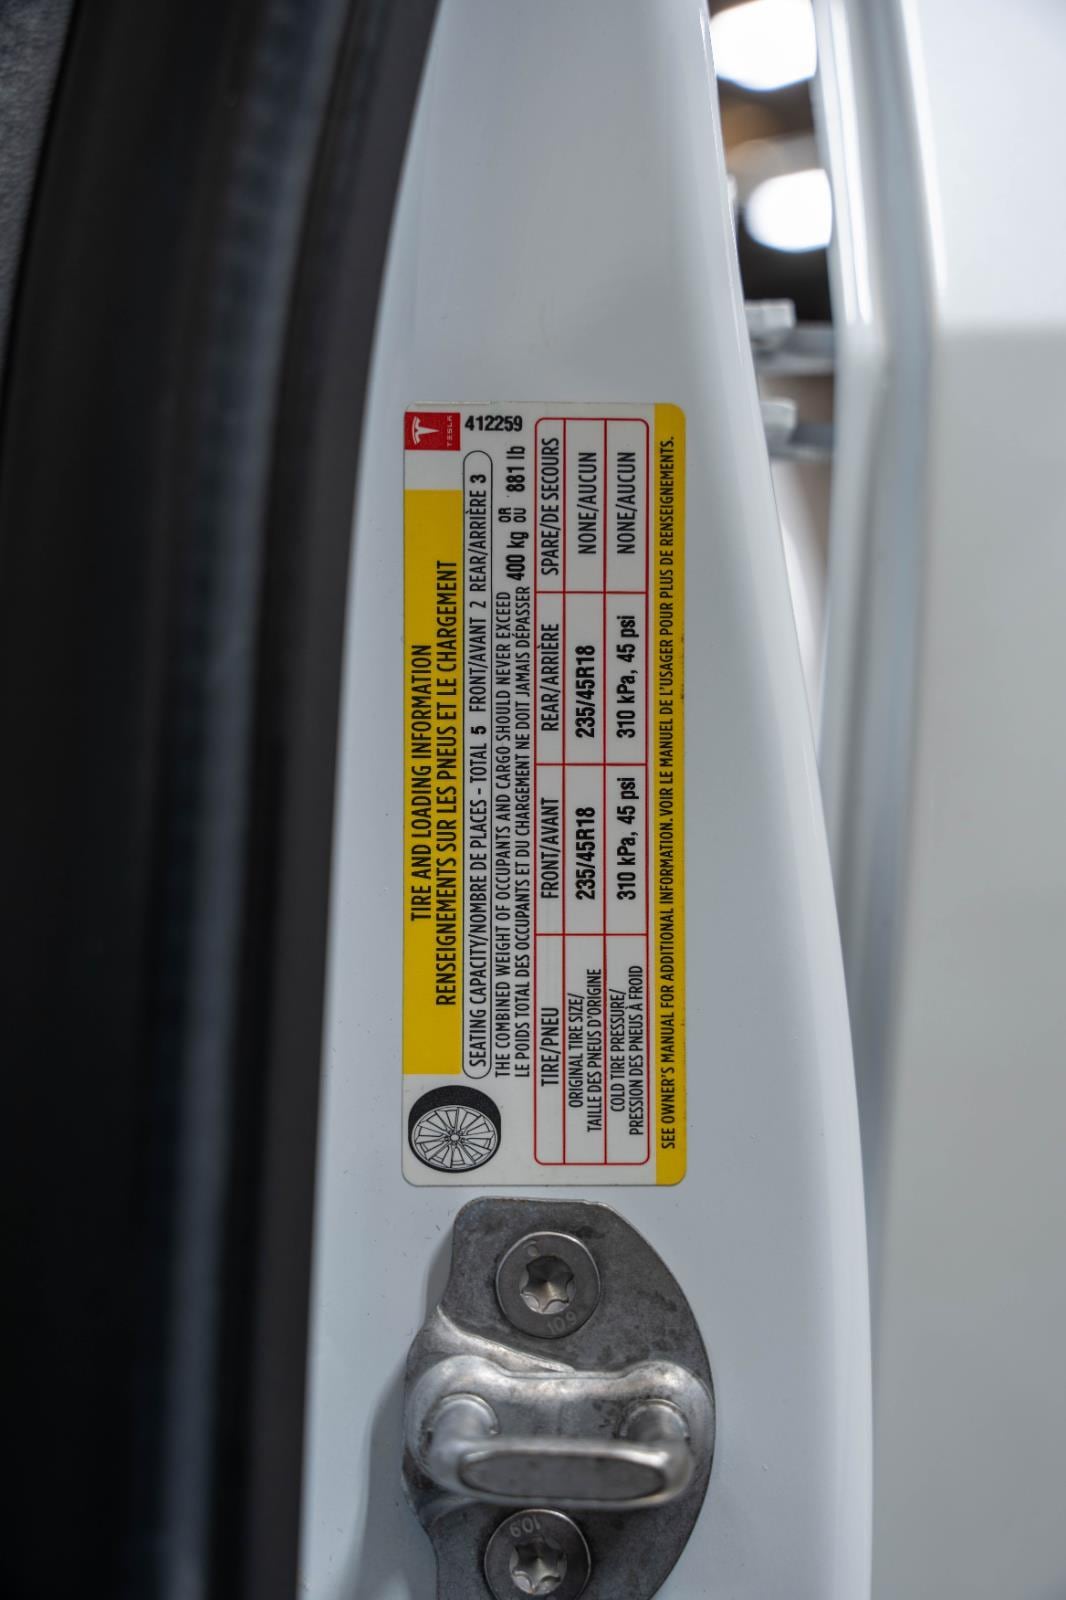 TESLA
412259
TIRE AND LOADING INFORMATION
RENSEIGNEMENTS SUR LES PNEUS ET LE CHARGEMENT
SEATING CAPACITY/NOMBRE DE PLACES - TOTAL 5 FRONT/AVANT 2 REAR/ARRIÈRE 3
THE COMBINED WEIGHT OF OCCUPANTS AND CARGO SHOULD NEVER EXCEED
LE POIDS TOTAL DES OCCUPANTS ET DU CHARGEMENT NE DOIT JAMAIS DÉPASSER
400 kg OR OU 881 lb
TIRE/PNEU FRONT/AVANT REAR/ARRIÈRE SPARE/DE SECOURS
ORIGINAL TIRE SIZE/
TAILLE DES PNEUS D'ORIGINE
235/45R18 235/45R18 NONE/AUCUN
COLD TIRE PRESSURE/
PRESSION DES PNEUS À FROID
310 kPa, 45 psi 310 kPa, 45 psi NONE/AUCUN
SEE OWNER'S MANUAL FOR ADDITIONAL INFORMATION. VOIR LE MANUEL DE L'USAGER POUR PLUS DE RENSEIGNEMENTS.
10.9
10.9